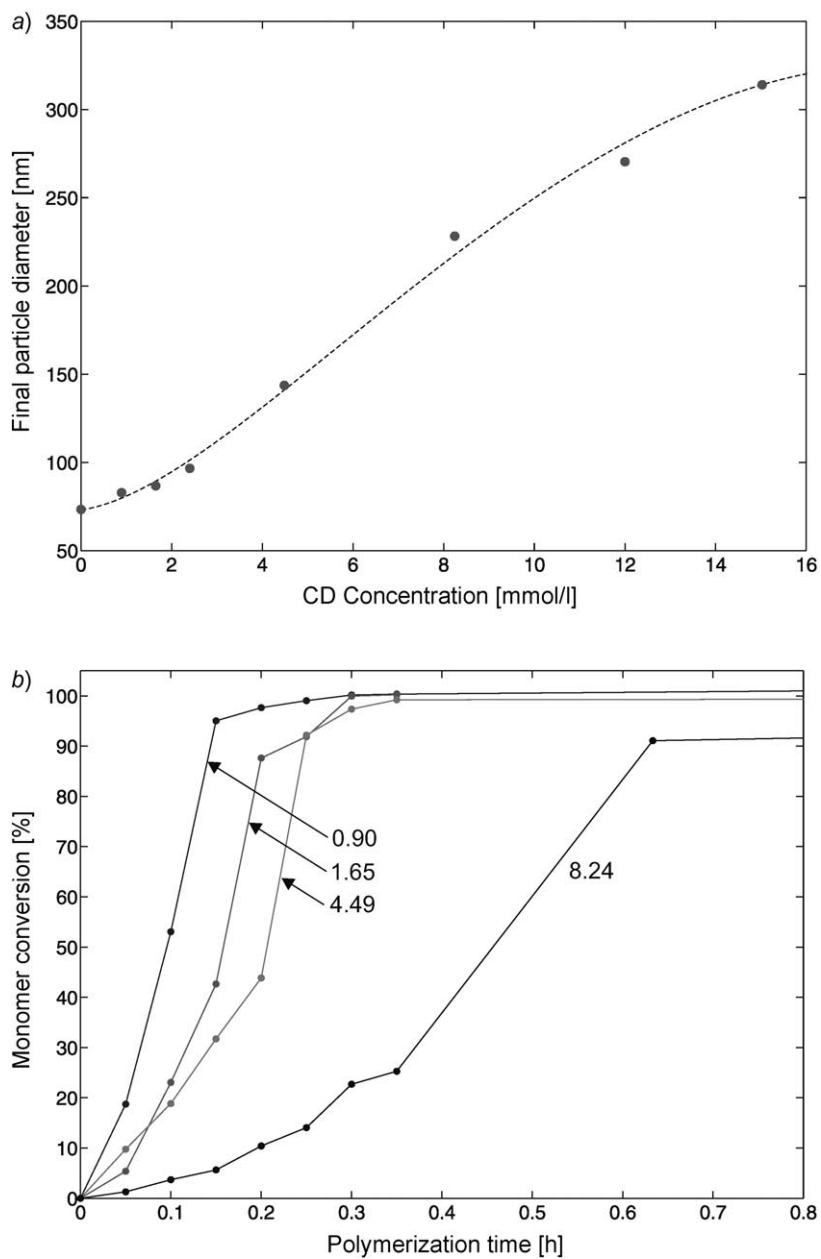 a)
350
300
250
200
150
100
50
Final particle diameter [nm]
0 2 4 6 8 10 12 14 16
CD Concentration [mmol/l]
b)
100
90
80
70
60
50
40
30
20
10
0
Monomer conversion [%]
0.90
1.65
4.49
8.24
0 0.1 0.2 0.3 0.4 0.5 0.6 0.7 0.8
Polymerization time [h]